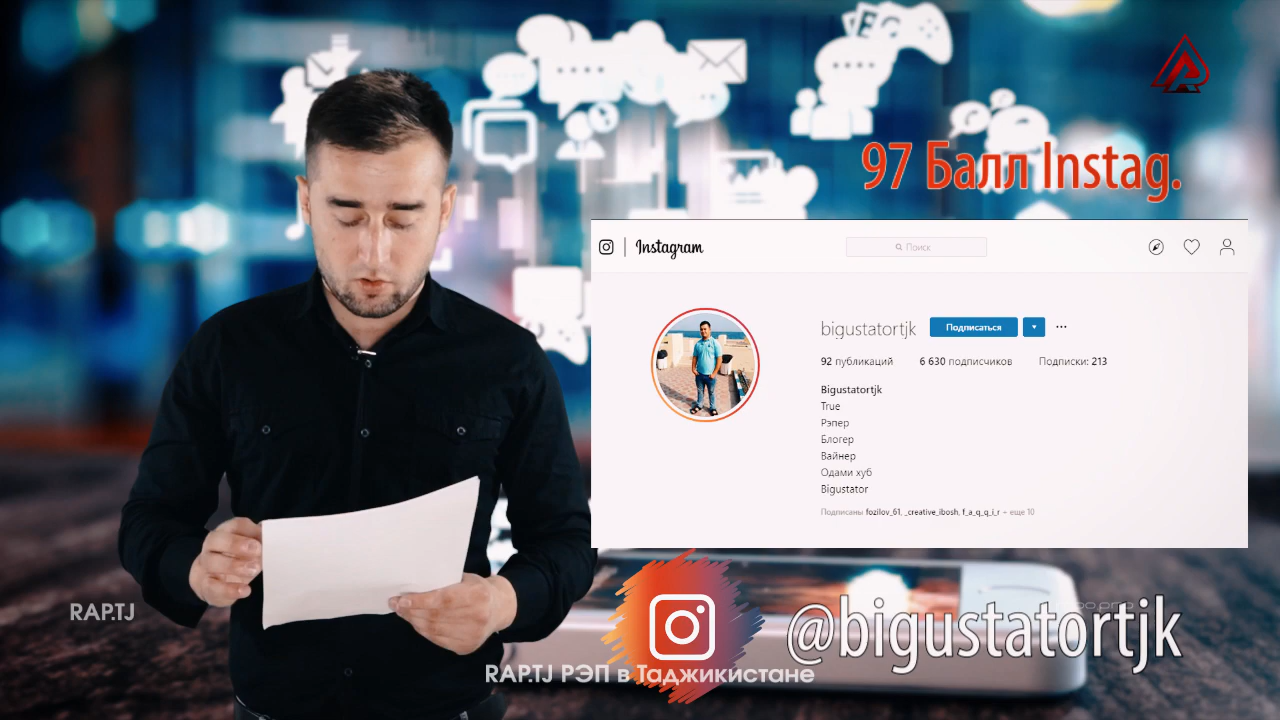 97 Балл Instag.
Instagram
Поиск
bigustatortjk Подписаться ...
92 публикаций 6 630 подписчиков Подписки: 213
Bigustatortjk
True
Рэпер
Блогер
Вайнер
Одами хуб
Bigustator
Подписаны fozilov_61, _creative_ibosh, f_a_q_q_i_r – еще 10
RAP.TJ
@bigustatortjk
RAP.TJ РЭП в Таджикистане